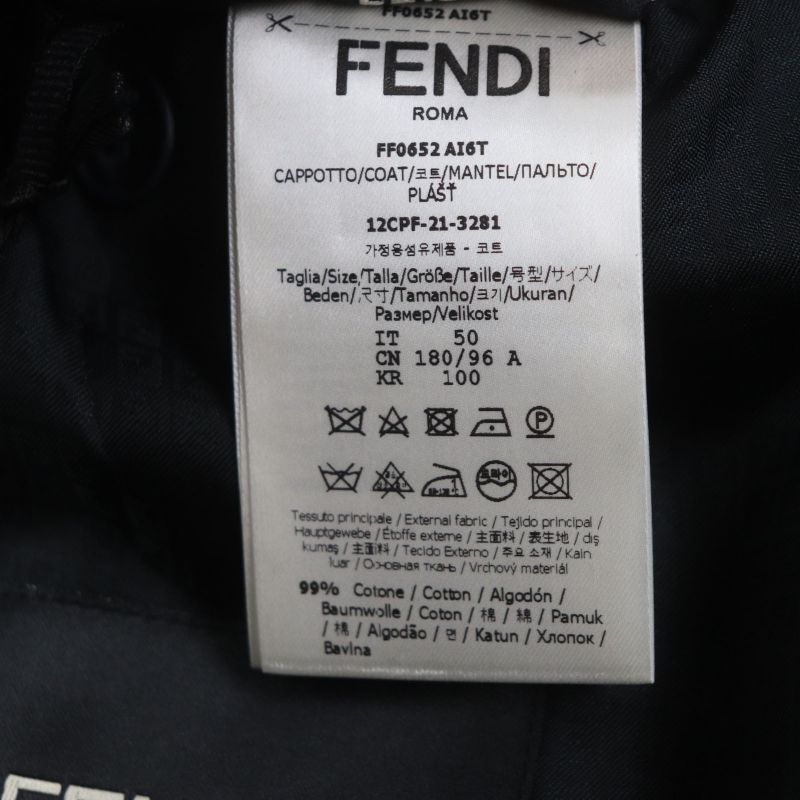 FF0652 AI6T
FENDI
ROMA
FF0652 AI6T
CAPPOTTO/COAT/코트/MANTEL/ПАЛЬТО/
PLÁŠŤ
12CPF-21-3281
가정용섬유제품 - 코트
Taglia/Size/Talla/Größe/Taille/号型/サイズ/
Beden/尺寸/Tamanho/크기/Ukuran/
Размер/Velikost
IT 50
CN 180/96 A
KR 100
P
1
Tessuto principale / External fabric / Tejido principal /
Hauptgewebe / Étoffe externe / 主面料 / 表生地 / dış
kumaş / 主面料 / Tecido Externo / 주요 소재 / Kain
luar / Основная ткань / Vrchový materiál
99% Cotone / Cotton / Algodón /
Baumwolle / Coton / 棉 / 綿 / Pamuk
/ 棉 / Algodão / 면 / Katun / Хлопок /
Bavlna